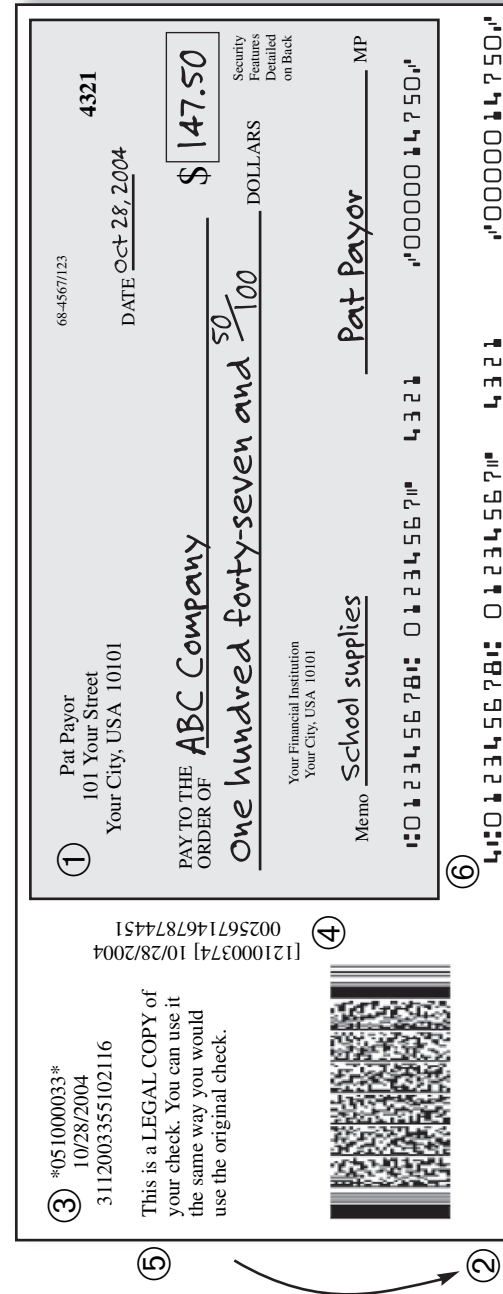 ③ *051000033*
10/28/2004
3112003355102116
⑤ This is a LEGAL COPY of
your check. You can use it
the same way you would
use the original check.
④
[121000374] 10/28/2004
0025671467874451
①
Pat Payor
101 Your Street
Your City, USA 10101
68-4567/123
4321
DATE Oct 28, 2004
PAY TO THE
ORDER OF ABC Company $ 147.50
One hundred forty-seven and 50/100 DOLLARS
Security
Features
Detailed
on Back
Your Financial Institution
Your City, USA 10101
Memo School supplies Pat Payor MP
⑆012345678⑆ 01234567⑈ 4321 ⑈0000014750⑈
⑥
②
4⑆012345678⑆ 01234567⑈ 4321 ⑈0000014750⑈